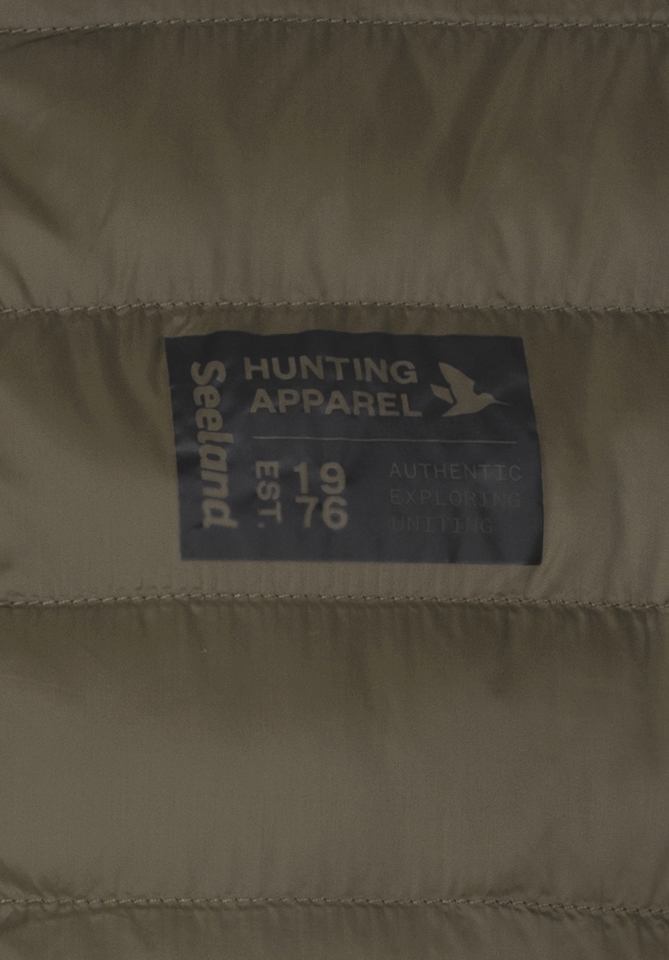 Seeland
HUNTING
APPAREL
EST.
19
76
AUTHENTIC
EXPLORING
UNITING